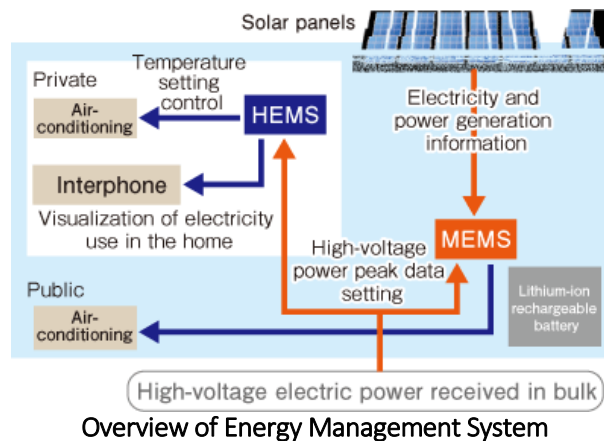 Solar panels
Private
Temperature
setting
control
Air-
conditioning
HEMS
Electricity and
power generation
information
Interphone
Visualization of electricity
use in the home
MEMS
High-voltage
power peak data
setting
Public
Air-
conditioning
Lithium-ion
rechargeable
battery
High-voltage electric power received in bulk
Overview of Energy Management System